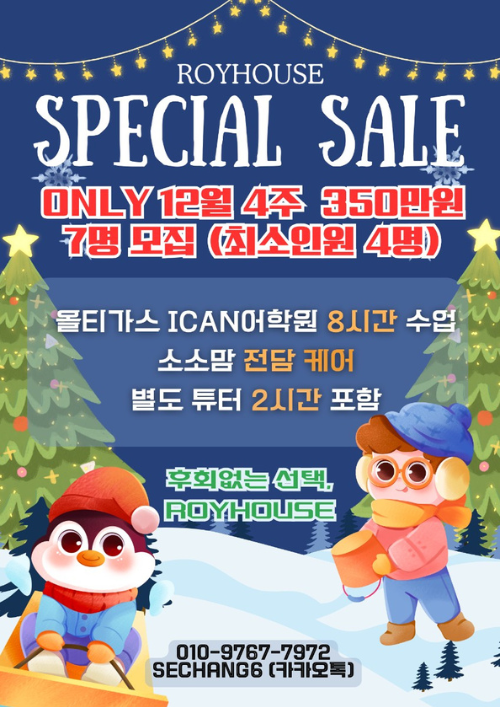 ROYHOUSE
SPECIAL SALE
ONLY 12월 4주 350만원
7명 모집 (최소인원 4명)
몰티가스 ICAN어학원 8시간 수업
소소맘 전담 케어
별도 튜터 2시간 포함
후회없는 선택,
ROYHOUSE
010-9767-7972
SECHANG6 (카카오톡)